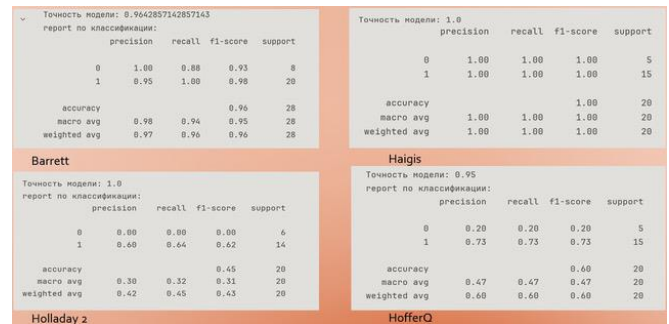 Точность модели: 0.9642857142857143
report по классификации:
precision recall f1-score support
0 1.00 0.88 0.93 8
1 0.95 1.00 0.98 20
accuracy 0.96 28
macro avg 0.98 0.94 0.95 28
weighted avg 0.97 0.96 0.96 28
Barrett
Точность модели: 1.0
precision recall f1-score support
0 1.00 1.00 1.00 5
1 1.00 1.00 1.00 15
accuracy 1.00 20
macro avg 1.00 1.00 1.00 20
weighted avg 1.00 1.00 1.00 20
Haigis
Точность модели: 1.0
report по классификации:
precision recall f1-score support
0 0.00 0.00 0.00 6
1 0.60 0.64 0.62 14
accuracy 0.45 20
macro avg 0.30 0.32 0.31 20
weighted avg 0.42 0.45 0.43 20
Holladay 2
Точность модели: 0.95
report по классификации:
precision recall f1-score support
0 0.20 0.20 0.20 5
1 0.73 0.73 0.73 15
accuracy 0.60 20
macro avg 0.47 0.47 0.47 20
weighted avg 0.60 0.60 0.60 20
HofferQ